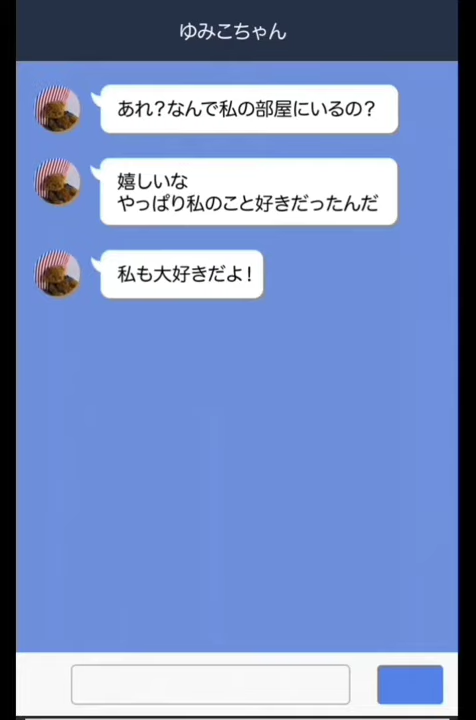 ゆみこちゃん
あれ？なんで私の部屋にいるの？
嬉しいな
やっぱり私のこと好きだったんだ
私も大好きだよ！